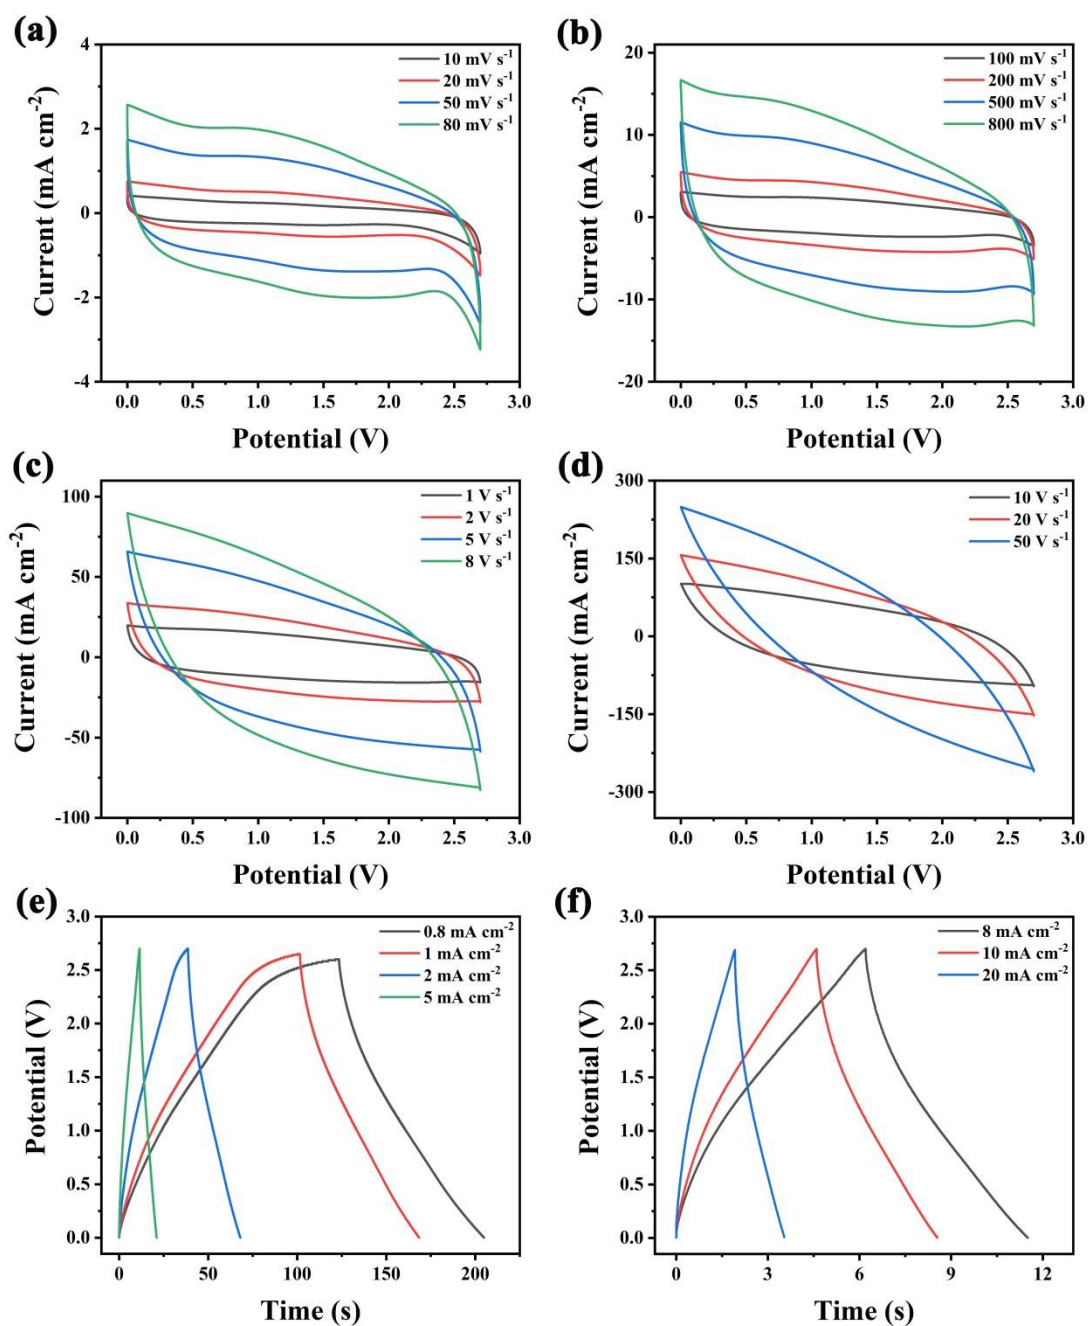 (a)
10 mV s⁻¹
20 mV s⁻¹
50 mV s⁻¹
80 mV s⁻¹
Current (mA cm⁻²)
4
2
0
-2
-4
0.0 0.5 1.0 1.5 2.0 2.5 3.0
Potential (V)
(b)
100 mV s⁻¹
200 mV s⁻¹
500 mV s⁻¹
800 mV s⁻¹
Current (mA cm⁻²)
20
10
0
-10
-20
0.0 0.5 1.0 1.5 2.0 2.5 3.0
Potential (V)
(c)
1 V s⁻¹
2 V s⁻¹
5 V s⁻¹
8 V s⁻¹
Current (mA cm⁻²)
100
50
0
-50
-100
0.0 0.5 1.0 1.5 2.0 2.5 3.0
Potential (V)
(d)
10 V s⁻¹
20 V s⁻¹
50 V s⁻¹
Current (mA cm⁻²)
300
150
0
-150
-300
0.0 0.5 1.0 1.5 2.0 2.5 3.0
Potential (V)
(e)
0.8 mA cm⁻²
1 mA cm⁻²
2 mA cm⁻²
5 mA cm⁻²
Potential (V)
3.0
2.5
2.0
1.5
1.0
0.5
0.0
0 50 100 150 200
Time (s)
(f)
8 mA cm⁻²
10 mA cm⁻²
20 mA cm⁻²
Potential (V)
3.0
2.5
2.0
1.5
1.0
0.5
0.0
0 3 6 9 12
Time (s)